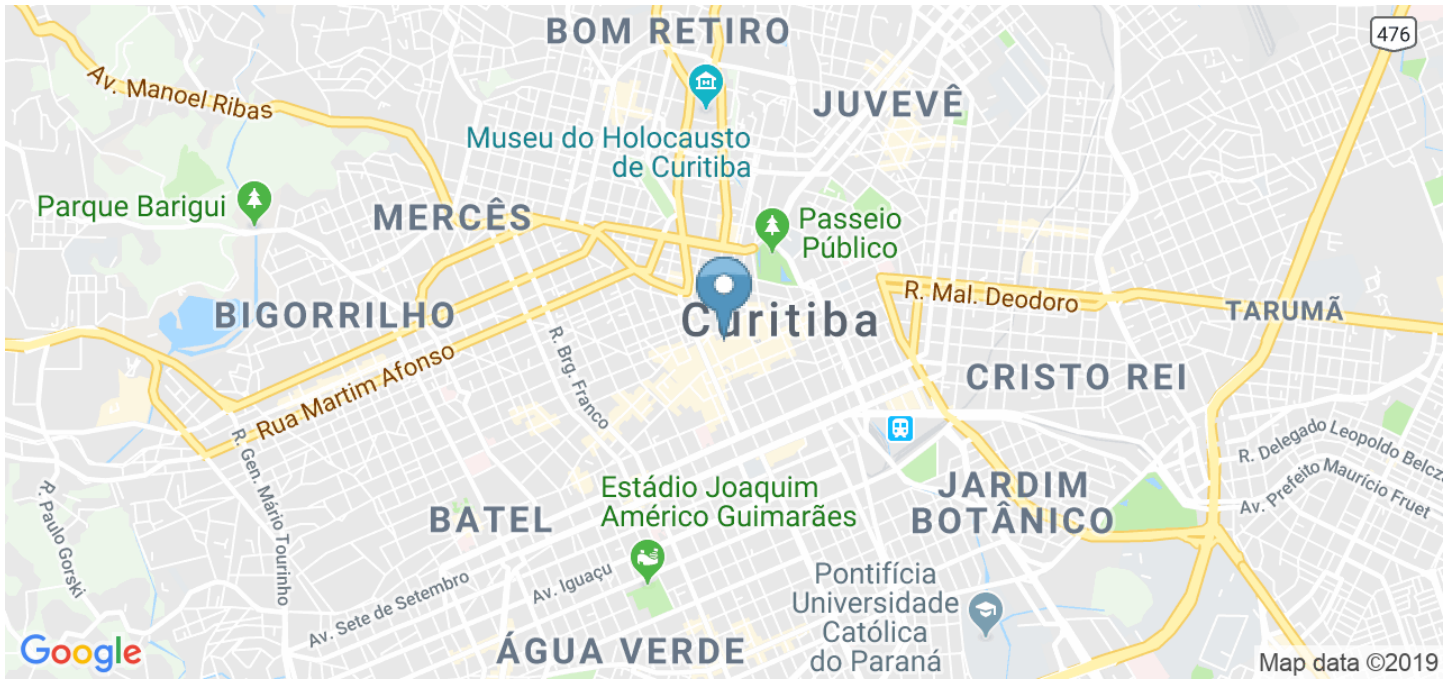 BOM RETIRO
476
Av. Manoel Ribas
JUVEVÊ
Museu do Holocausto
de Curitiba
Parque Barigui
MERCÊS
Passeio
Público
R. Mal. Deodoro
TARUMÃ
BIGORRILHO
Curitiba
R. Brg. Franco
Rua Martim Afonso
CRISTO REI
R. Gen. Mário Tourinho
R. Delegado Leopoldo Belcz
Av. Prefeito Maurício Fruet
R. Paulo Gorski
Estádio Joaquim
Américo Guimarães
JARDIM
BOTÂNICO
BATEL
Av. Iguaçu
Av. Sete de Setembro
Pontifícia
Universidade
Católica
do Paraná
ÁGUA VERDE
Google
Map data ©2019